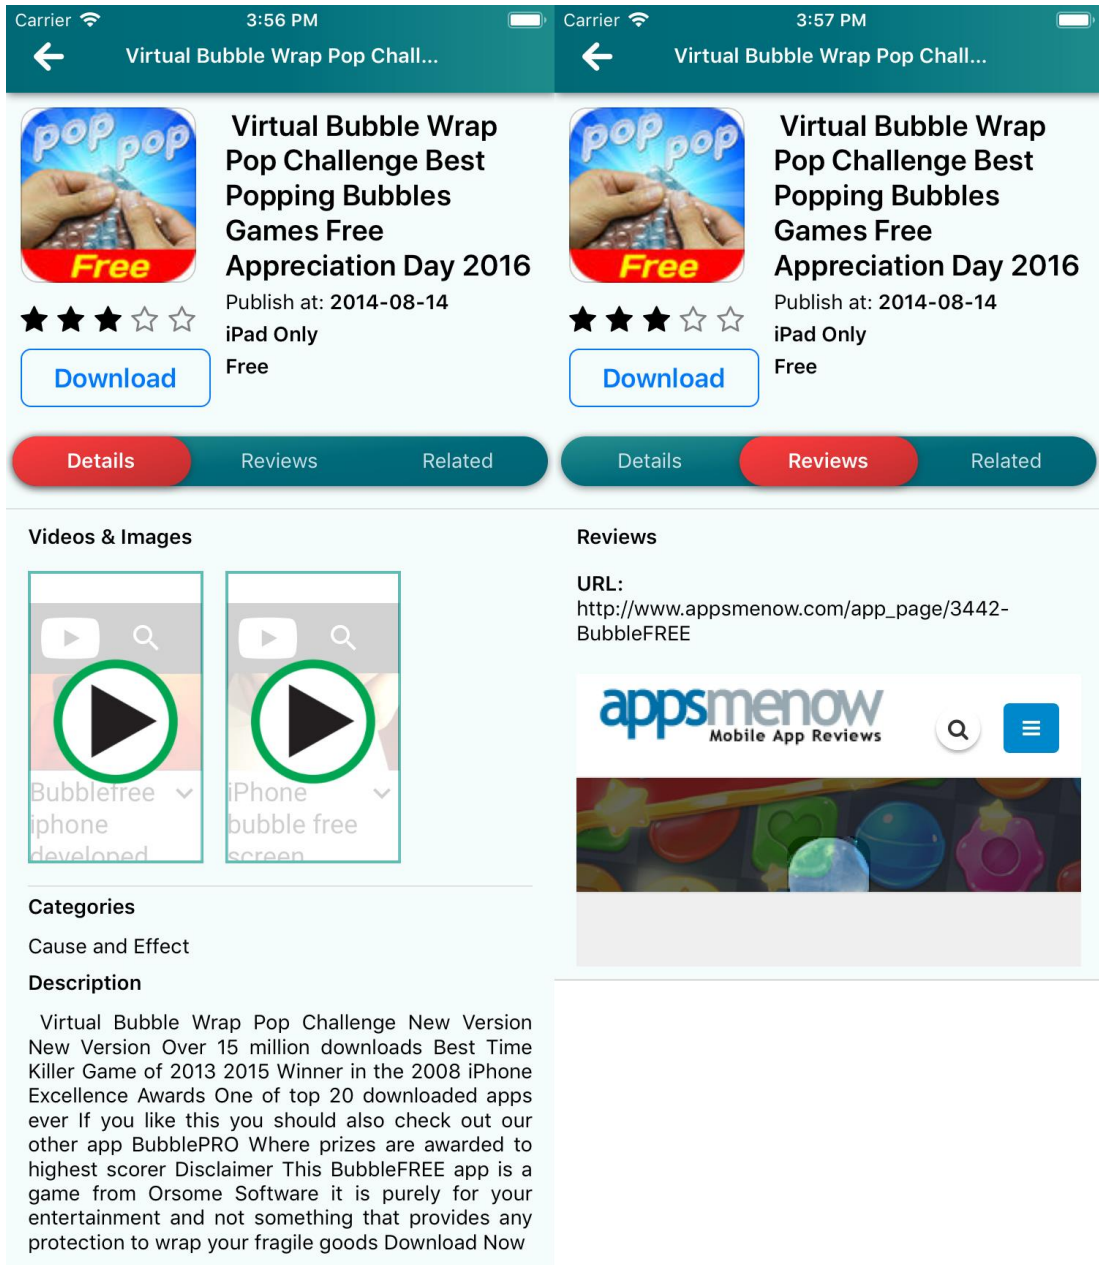 Carrier 3:56 PM
Virtual Bubble Wrap Pop Chall...
pop pop
Free
Virtual Bubble Wrap
Pop Challenge Best
Popping Bubbles
Games Free
Appreciation Day 2016
Publish at: 2014-08-14
iPad Only
Free
Download
Details Reviews Related
Videos & Images
Bubblefree
iphone
developed
iPhone
bubble free
screen
Categories
Cause and Effect
Description
Virtual Bubble Wrap Pop Challenge New Version
New Version Over 15 million downloads Best Time
Killer Game of 2013 2015 Winner in the 2008 iPhone
Excellence Awards One of top 20 downloaded apps
ever If you like this you should also check out our
other app BubblePRO Where prizes are awarded to
highest scorer Disclaimer This BubbleFREE app is a
game from Orsome Software it is purely for your
entertainment and not something that provides any
protection to wrap your fragile goods Download Now
Carrier 3:57 PM
Virtual Bubble Wrap Pop Chall...
pop pop
Free
Virtual Bubble Wrap
Pop Challenge Best
Popping Bubbles
Games Free
Appreciation Day 2016
Publish at: 2014-08-14
iPad Only
Free
Download
Details Reviews Related
Reviews
URL:
http://www.appsmenow.com/app_page/3442-
BubbleFREE
appsmenow
Mobile App Reviews